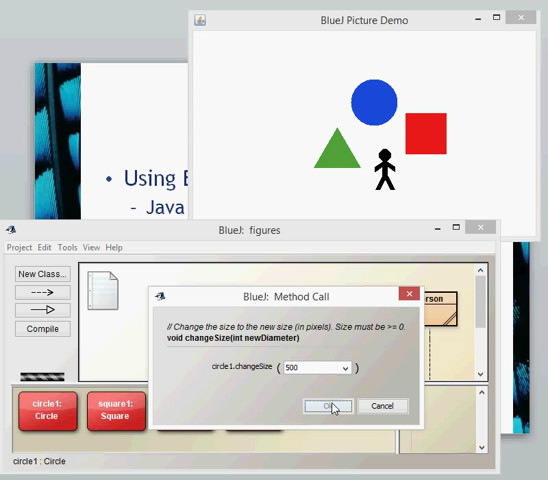 BlueJ Picture Demo
Using
- Java
BlueJ: figures
Project Edit Tools View Help
New Class...
Compile
erson
BlueJ: Method Call
// Change the size to the new size (in pixels). Size must be >= 0.
void changeSize(int newDiameter)
circle1.changeSize ( 500 )
Ok Cancel
circle1:
Circle
square1:
Square
circle1 : Circle